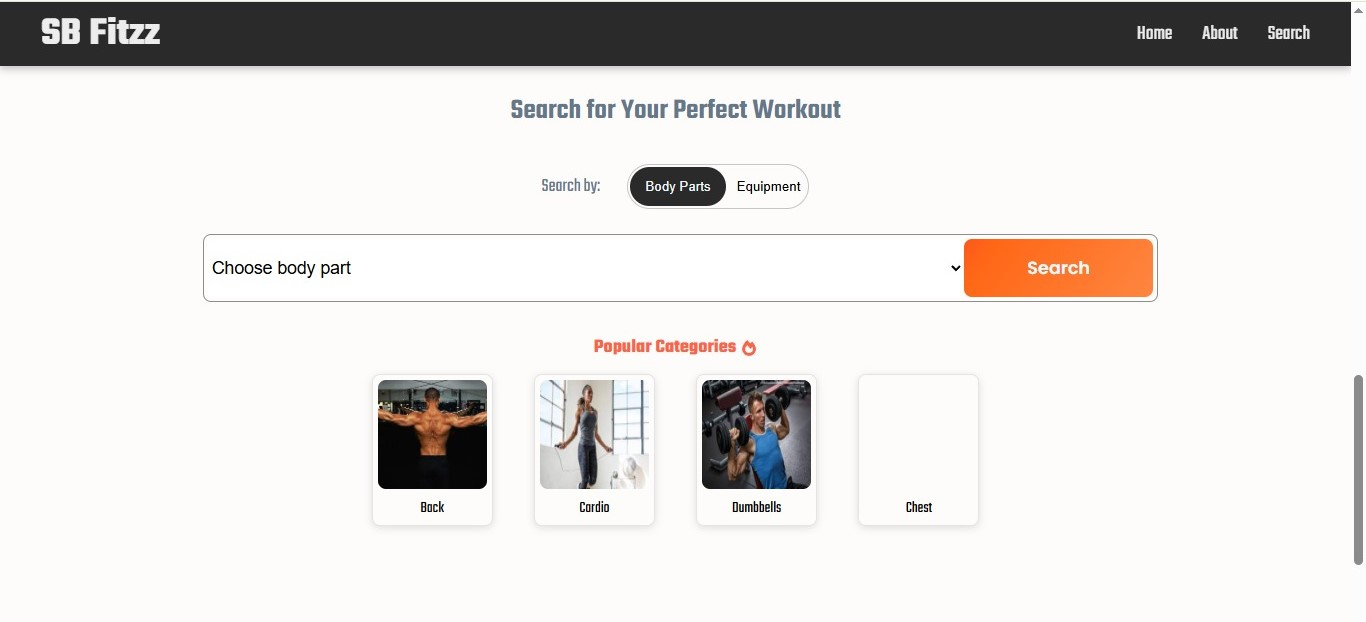 SB Fitzz
Home About Search
Search for Your Perfect Workout
Search by: Body Parts Equipment
Choose body part Search
Popular Categories
Back Cardio Dumbbells Chest